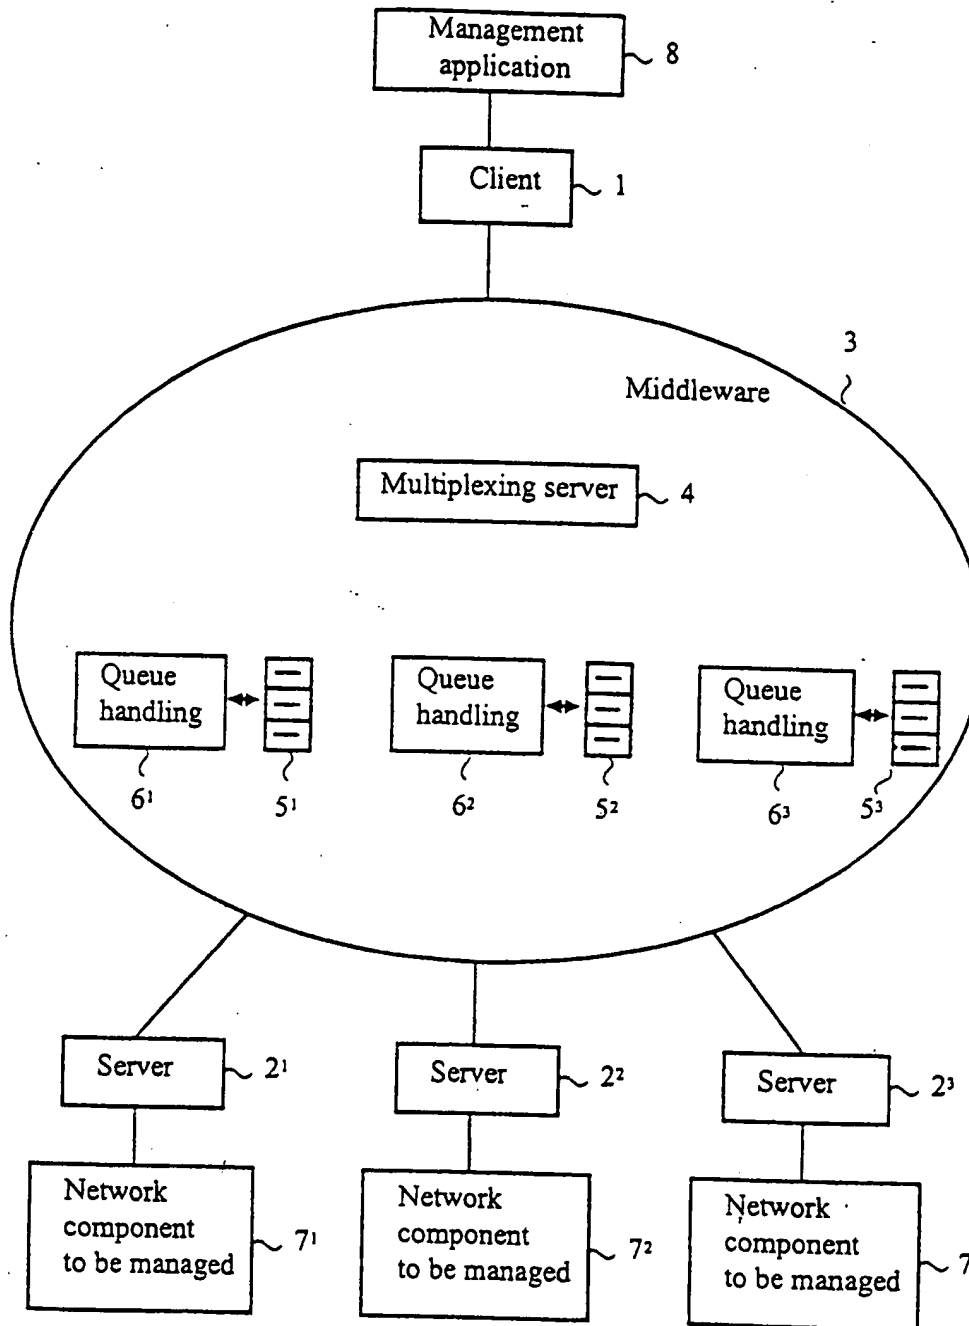 Management
application
8
Client
1
3
Middleware
Multiplexing server
4
Queue
handling
Queue
handling
Queue
handling
6¹
5¹
6²
5²
6³
5³
Server
2¹
Server
2²
Server
2³
Network
component
to be managed
7¹
Network
component
to be managed
7²
Network
component
to be managed
7